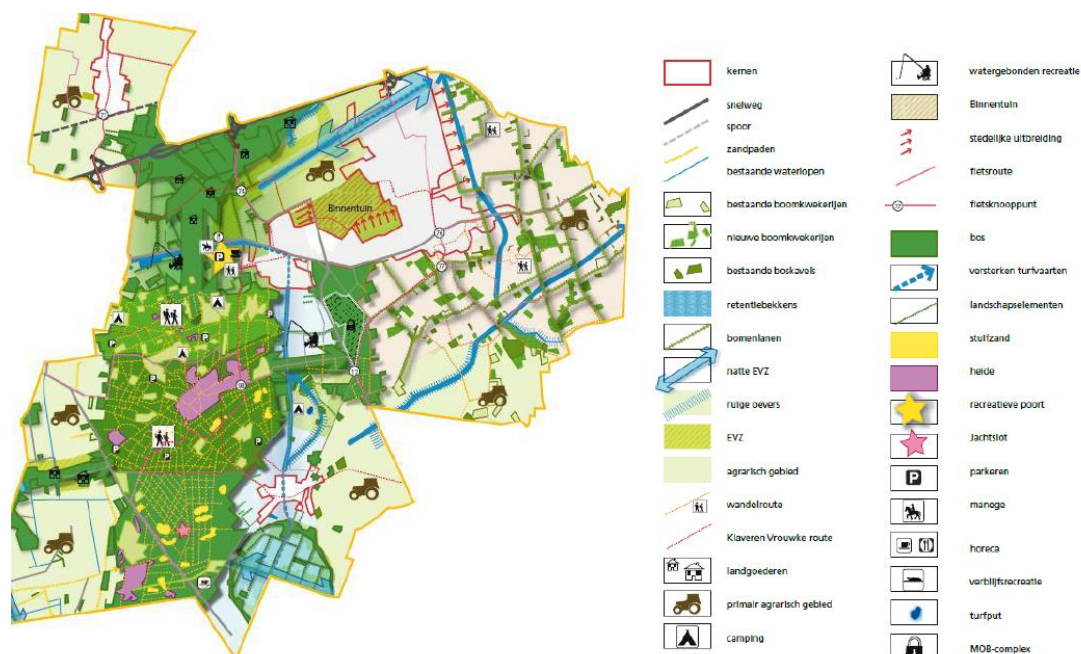 Binnentuin
kernen
snelweg
spoor
zandpaden
bestaande waterlopen
bestaande boomkwekerijen
nieuwe boomkwekerijen
bestaande boskavels
retentiebekkens
bomenlanen
natte EVZ
ruige oevers
EVZ
agrarisch gebied
wandelroute
Klaveren Vrouwke route
landgoederen
primair agrarisch gebied
camping
watergebonden recreatie
Binnentuin
stedelijke uitbreiding
fietsroute
fietsknooppunt
bos
versterken turfvaarten
landschapselementen
stuifzand
heide
recreatieve poort
Jachtslot
P
parkeren
manege
horeca
verblijfsrecreatie
turfput
MOB-complex